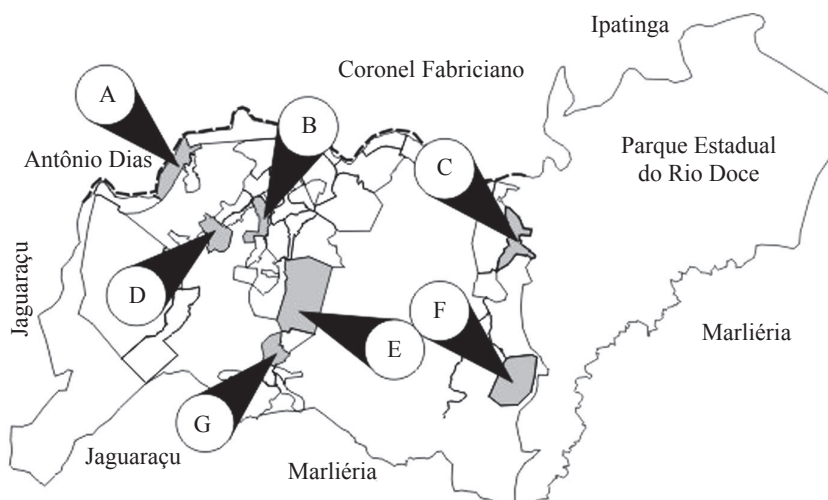 Ipatinga
Coronel Fabriciano
A
B
Antônio Dias
Parque Estadual
do Rio Doce
C
Jaguaraçu
D
F
Marliéria
E
G
Jaguaraçu
Marliéria